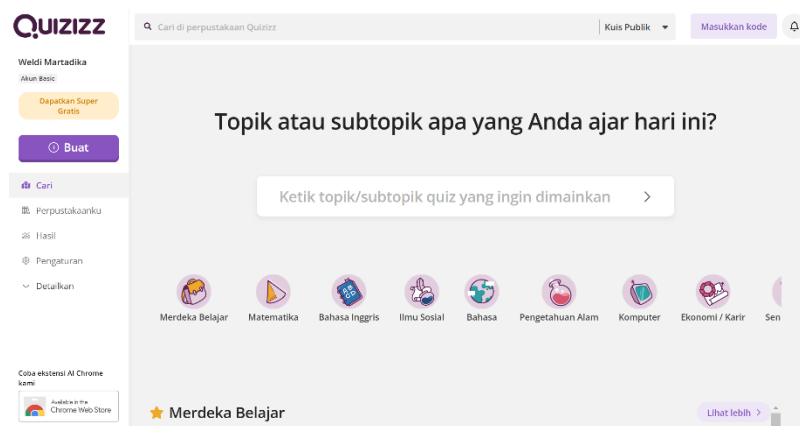 QUIZIZZ
Cari di perpustakaan Quizizz
Kuis Publik
Masukkan kode
Weldi Martadika
Akun Basic
Dapatkan Super
Gratis
Buat
Cari
Perpustakaanku
Hasil
Pengaturan
Detailkan
Topik atau subtopik apa yang Anda ajar hari ini?
Ketik topik/subtopik quiz yang ingin dimainkan
Merdeka Belajar
Matematika
Bahasa Inggris
Ilmu Sosial
Bahasa
Pengetahuan Alam
Komputer
Ekonomi / Karir
Sen
Coba ekstensi AI Chrome
kami
Available in the
Chrome Web Store
Merdeka Belajar
Lihat lebih